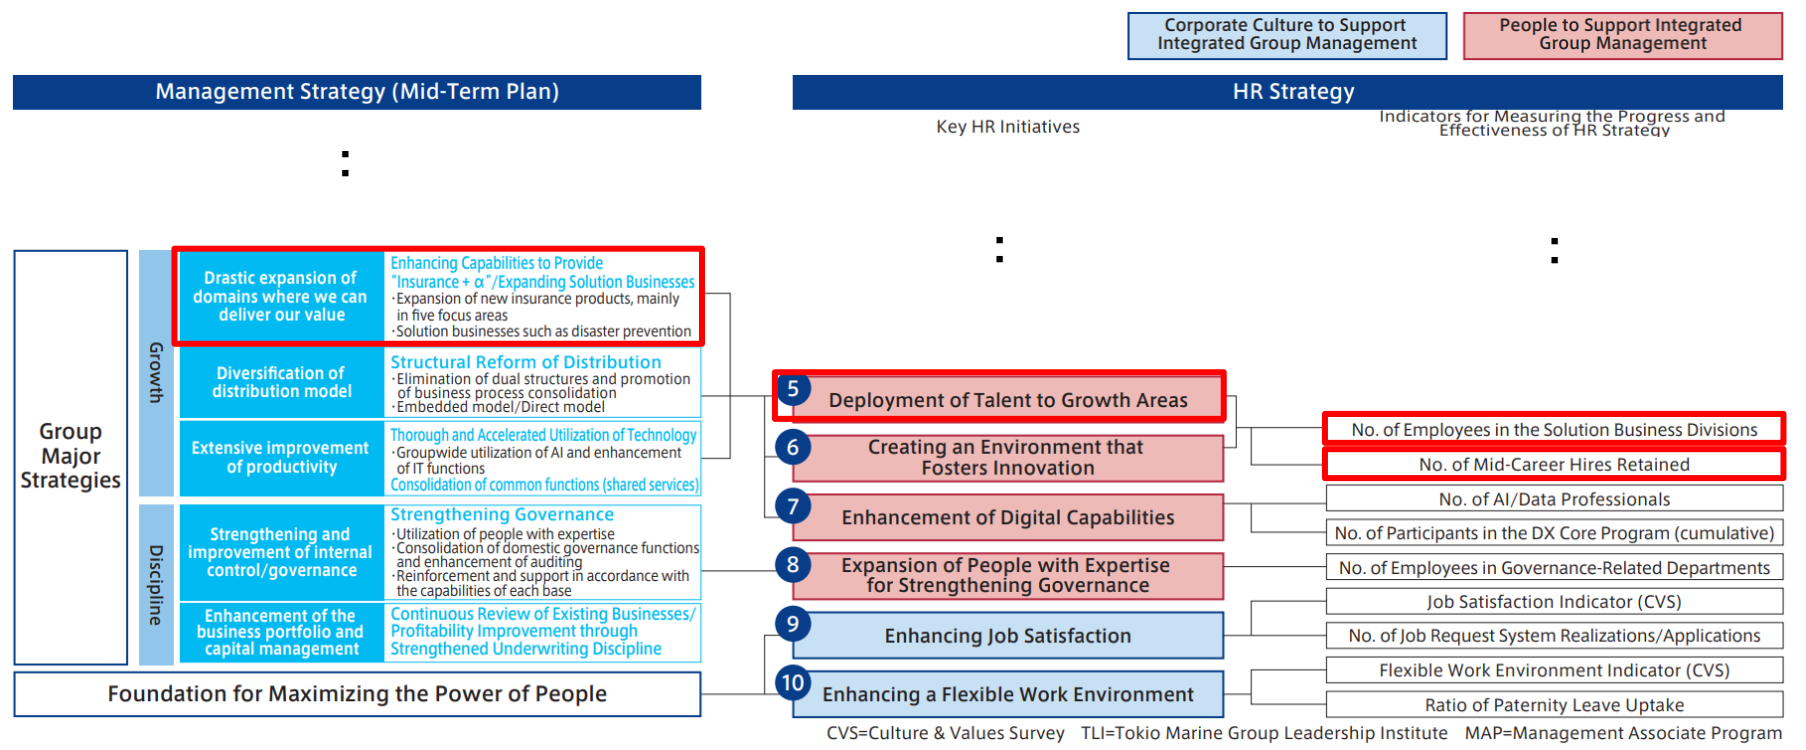 Corporate Culture to Support
Integrated Group Management
People to Support Integrated
Group Management
Management Strategy (Mid-Term Plan)
HR Strategy
Key HR Initiatives
Indicators for Measuring the Progress and
Effectiveness of HR Strategy
:
:
:
Group
Major
Strategies
Growth
Drastic expansion of
domains where we can
deliver our value
Enhancing Capabilities to Provide
"Insurance + α"/Expanding Solution Businesses
·Expansion of new insurance products, mainly
in five focus areas
·Solution businesses such as disaster prevention
Diversification of
distribution model
Structural Reform of Distribution
·Elimination of dual structures and promotion
of business process consolidation
·Embedded model/Direct model
Extensive improvement
of productivity
Thorough and Accelerated Utilization of Technology
·Groupwide utilization of AI and enhancement
of IT functions
Consolidation of common functions (shared services)
Discipline
Strengthening and
improvement of internal
control/governance
Strengthening Governance
·Utilization of people with expertise
·Consolidation of domestic governance functions
and enhancement of auditing
·Reinforcement and support in accordance with
the capabilities of each base
Enhancement of the
business portfolio and
capital management
Continuous Review of Existing Businesses/
Profitability Improvement through
Strengthened Underwriting Discipline
Foundation for Maximizing the Power of People
5
Deployment of Talent to Growth Areas
6
Creating an Environment that
Fosters Innovation
7
Enhancement of Digital Capabilities
8
Expansion of People with Expertise
for Strengthening Governance
9
Enhancing Job Satisfaction
10
Enhancing a Flexible Work Environment
No. of Employees in the Solution Business Divisions
No. of Mid-Career Hires Retained
No. of AI/Data Professionals
No. of Participants in the DX Core Program (cumulative)
No. of Employees in Governance-Related Departments
Job Satisfaction Indicator (CVS)
No. of Job Request System Realizations/Applications
Flexible Work Environment Indicator (CVS)
Ratio of Paternity Leave Uptake
CVS=Culture & Values Survey TLI=Tokio Marine Group Leadership Institute MAP=Management Associate Program